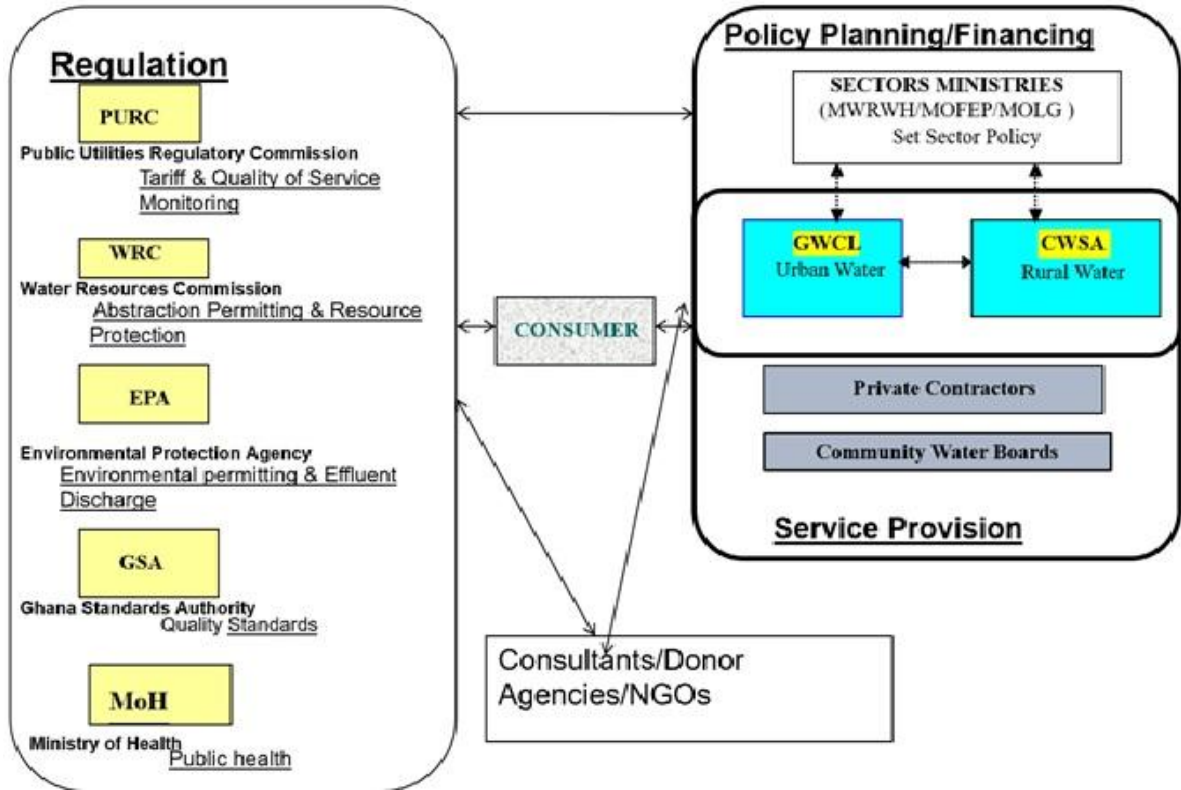 Regulation
PURC
Public Utilities Regulatory Commission
Tariff & Quality of Service
Monitoring
WRC
Water Resources Commission
Abstraction Permitting & Resource
Protection
EPA
Environmental Protection Agency
Environmental permitting & Effluent
Discharge
GSA
Ghana Standards Authority
Quality Standards
MoH
Ministry of Health
Public health
CONSUMER
Consultants/Donor
Agencies/NGOs
Policy Planning/Financing
SECTORS MINISTRIES
(MWRWH/MOFEP/MOLG )
Set Sector Policy
GWCL
Urban Water
CWSA
Rural Water
Private Contractors
Community Water Boards
Service Provision